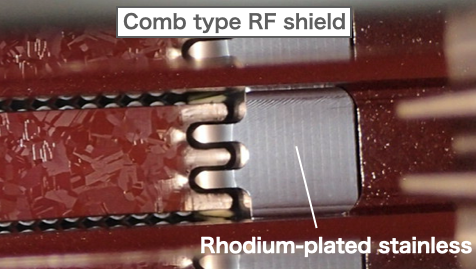 Comb type RF shield
Rhodium-plated stainless